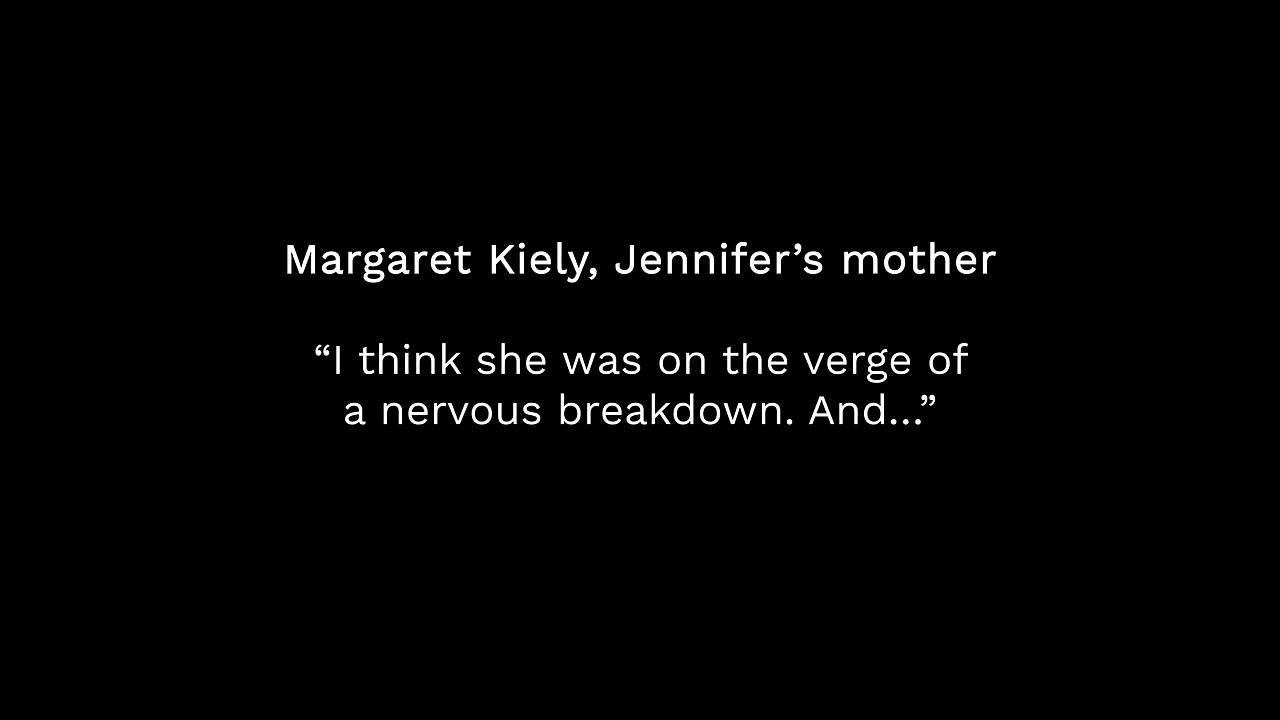 Margaret Kiely, Jennifer’s mother
“I think she was on the verge of
a nervous breakdown. And...”